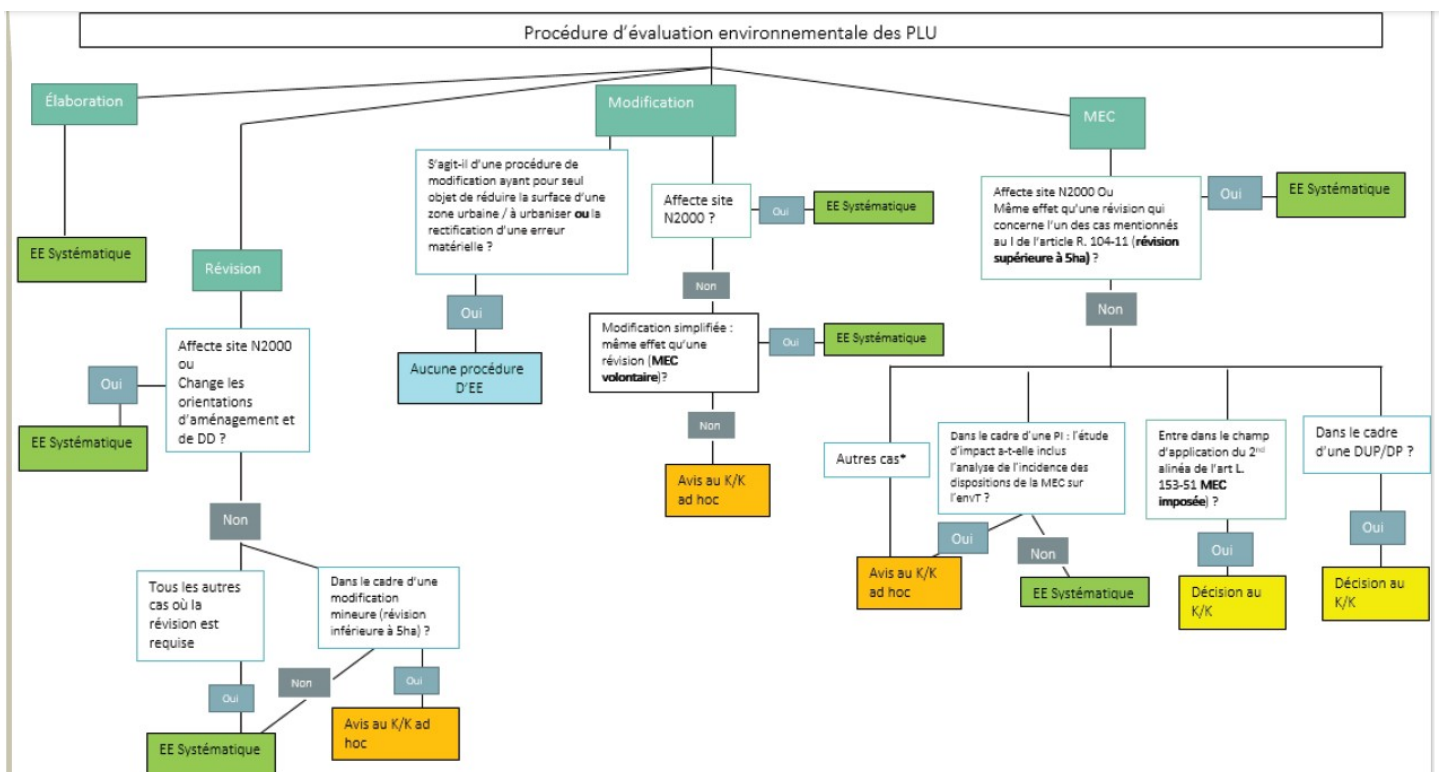 Procédure d'évaluation environnementale des PLU
Élaboration
EE Systématique
Révision
Affecte site N2000
ou
Change les
orientations
d'aménagement et
de DD ?
Oui
EE Systématique
Non
Tous les autres
cas où la
révision est
requise
Oui
EE Systématique
Dans le cadre d'une
modification
mineure (révision
inférieure à 5ha) ?
Non
Oui
Avis au K/K ad
hoc
Modification
S'agit-il d'une procédure de
modification ayant pour seul
objet de réduire la surface d'une
zone urbaine / à urbaniser ou la
rectification d'une erreur
matérielle ?
Oui
Aucune procédure
D'EE
Affecte site
N2000 ?
Oui
EE Systématique
Non
Modification simplifiée :
même effet qu'une
révision (MEC
volontaire)?
Oui
EE Systématique
Non
Avis au K/K
ad hoc
MEC
Affecte site N2000 Ou
Même effet qu'une révision qui
concerne l'un des cas mentionnés
au I de l'article R. 104-11 (révision
supérieure à 5ha) ?
Oui
EE Systématique
Non
Autres cas*
Avis au K/K
ad hoc
Dans le cadre d'une PI : l'étude
d'impact a-t-elle inclus
l'analyse de l'incidence des
dispositions de la MEC sur
l'envT ?
Oui
Non
EE Systématique
Entre dans le champ
d'application du 2nd
alinéa de l'art L.
153-51 MEC
imposée) ?
Oui
Décision au
K/K
Dans le cadre
d'une DUP/DP ?
Oui
Décision au
K/K